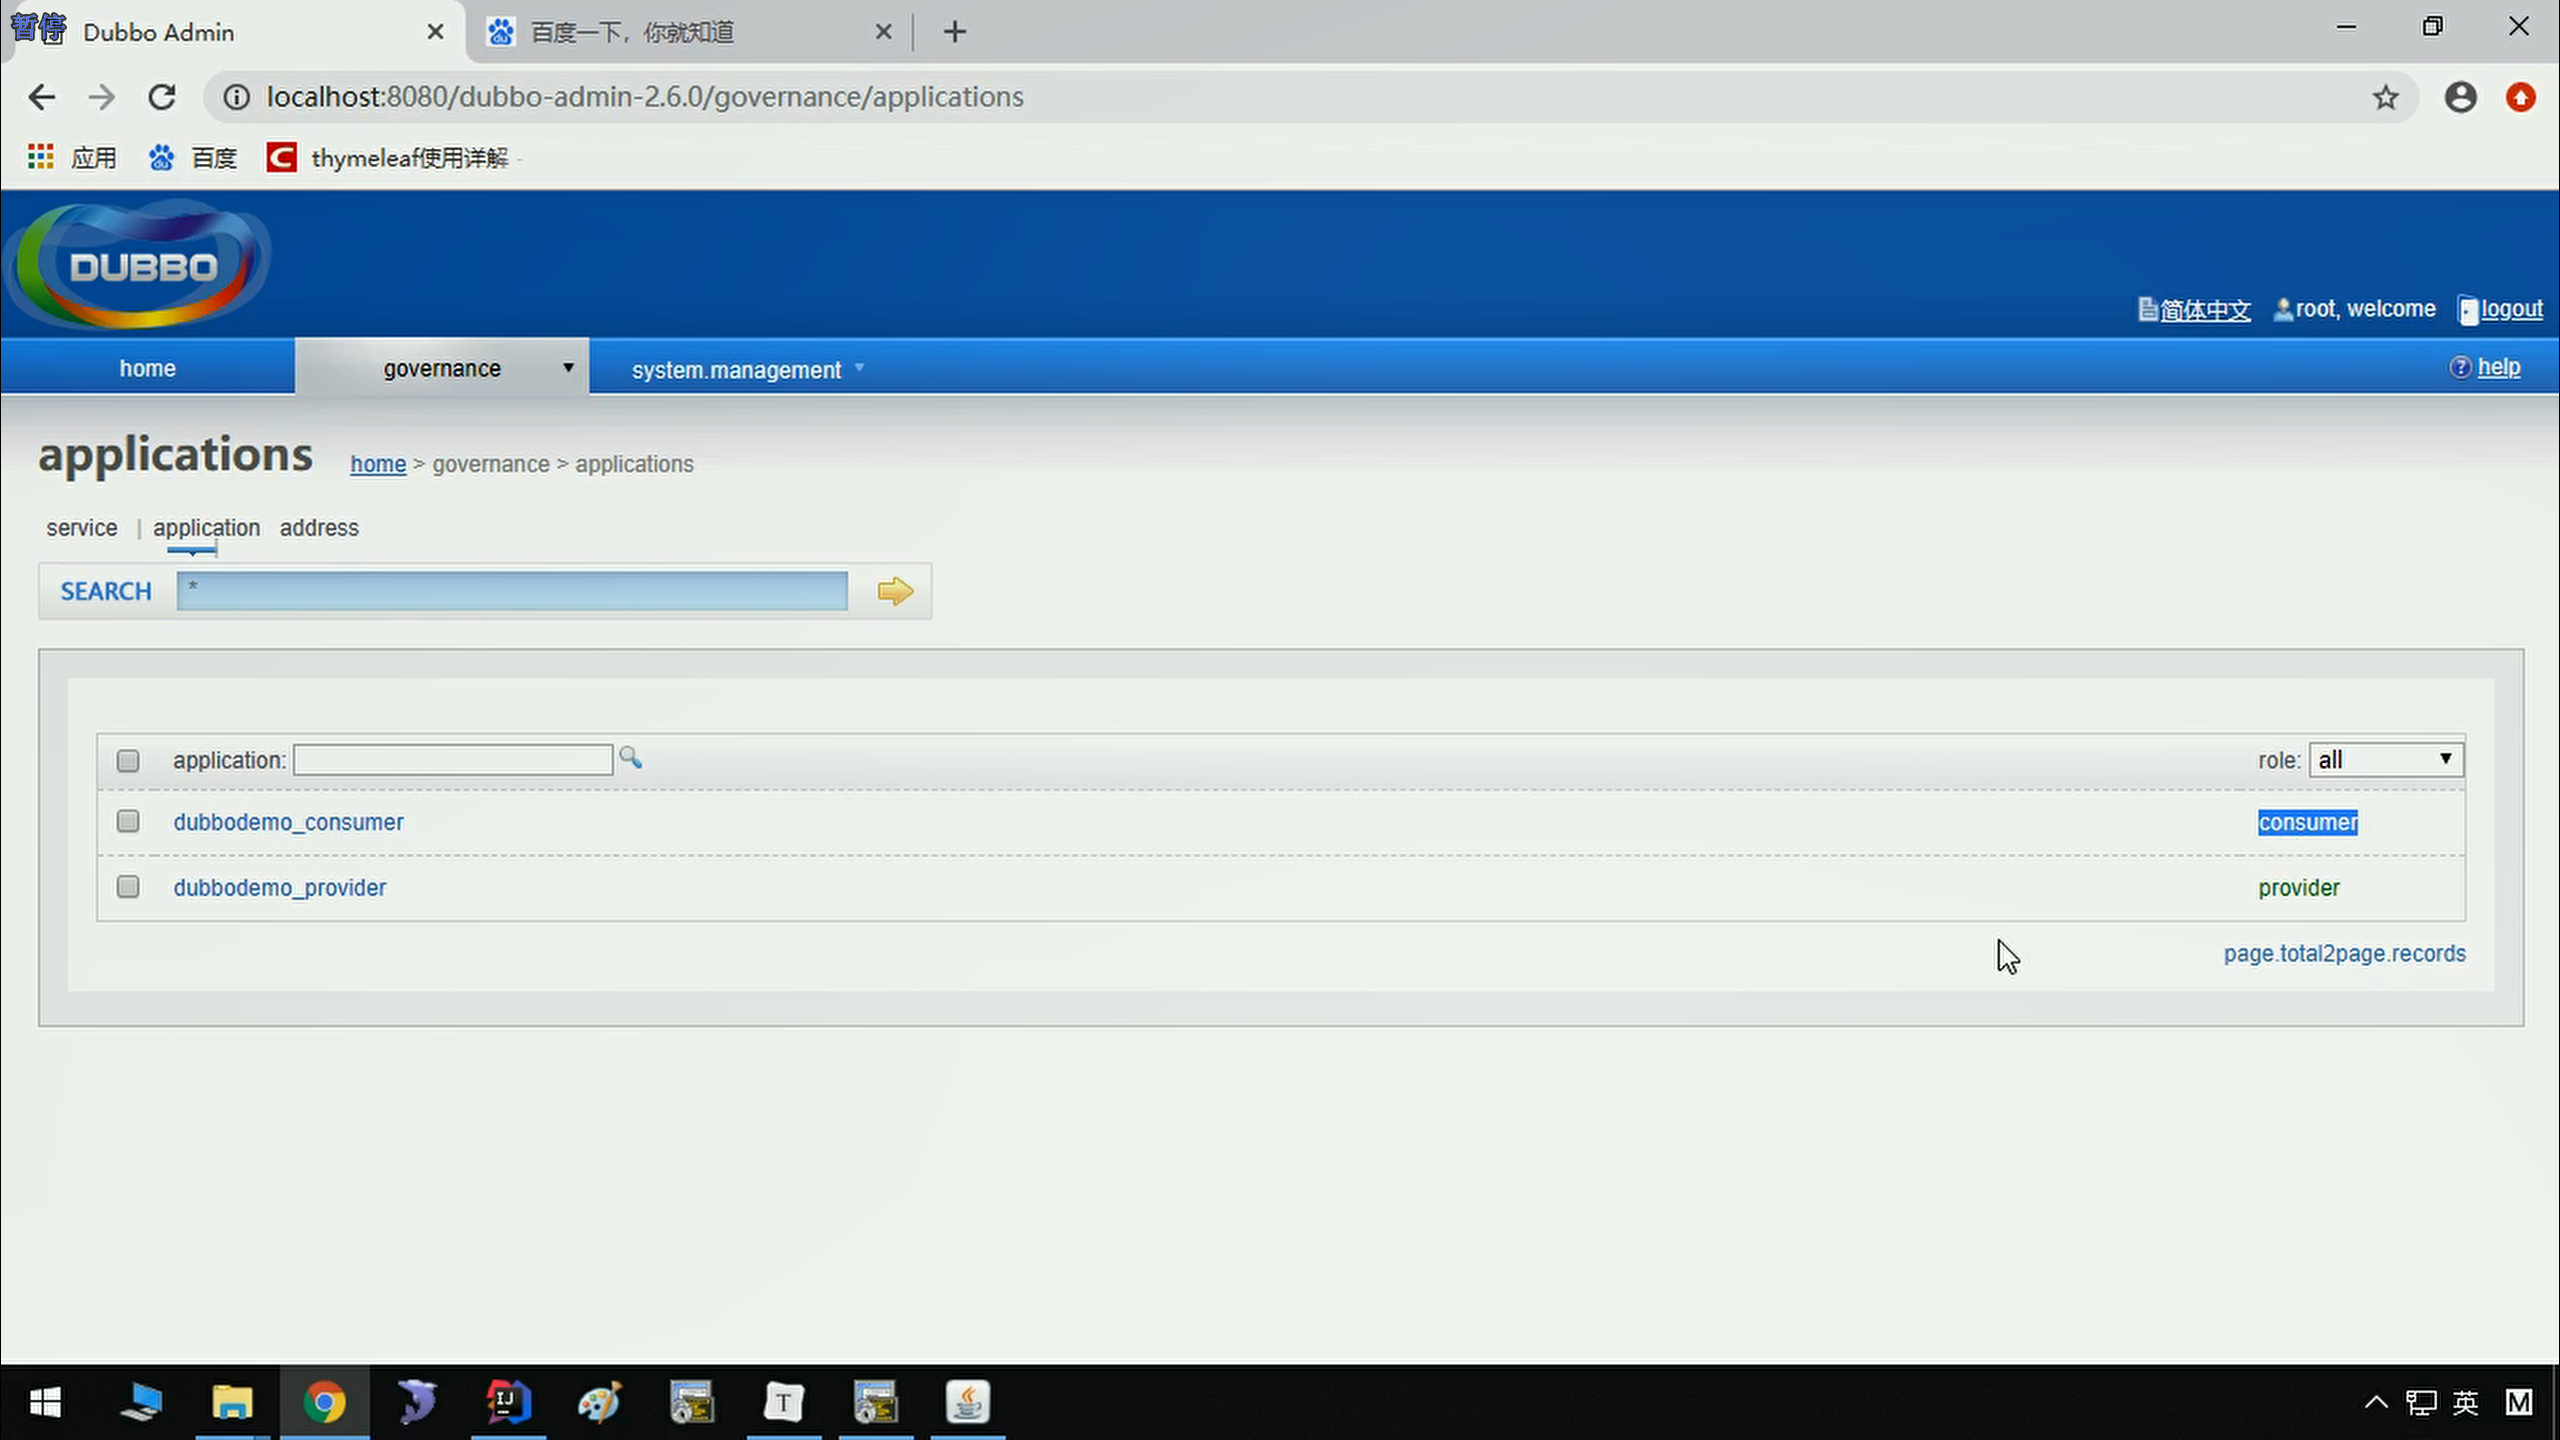 暂停
Dubbo Admin
百度一下，你就知道
localhost:8080/dubbo-admin-2.6.0/governance/applications
应用 百度 thymeleaf使用详解 -
DUBBO
简体中文 root, welcome logout
home governance system.management help
applications home > governance > applications
service | application address
SEARCH *
application: role: all
dubbodemo_consumer consumer
dubbodemo_provider provider
page.total2page.records
英 M